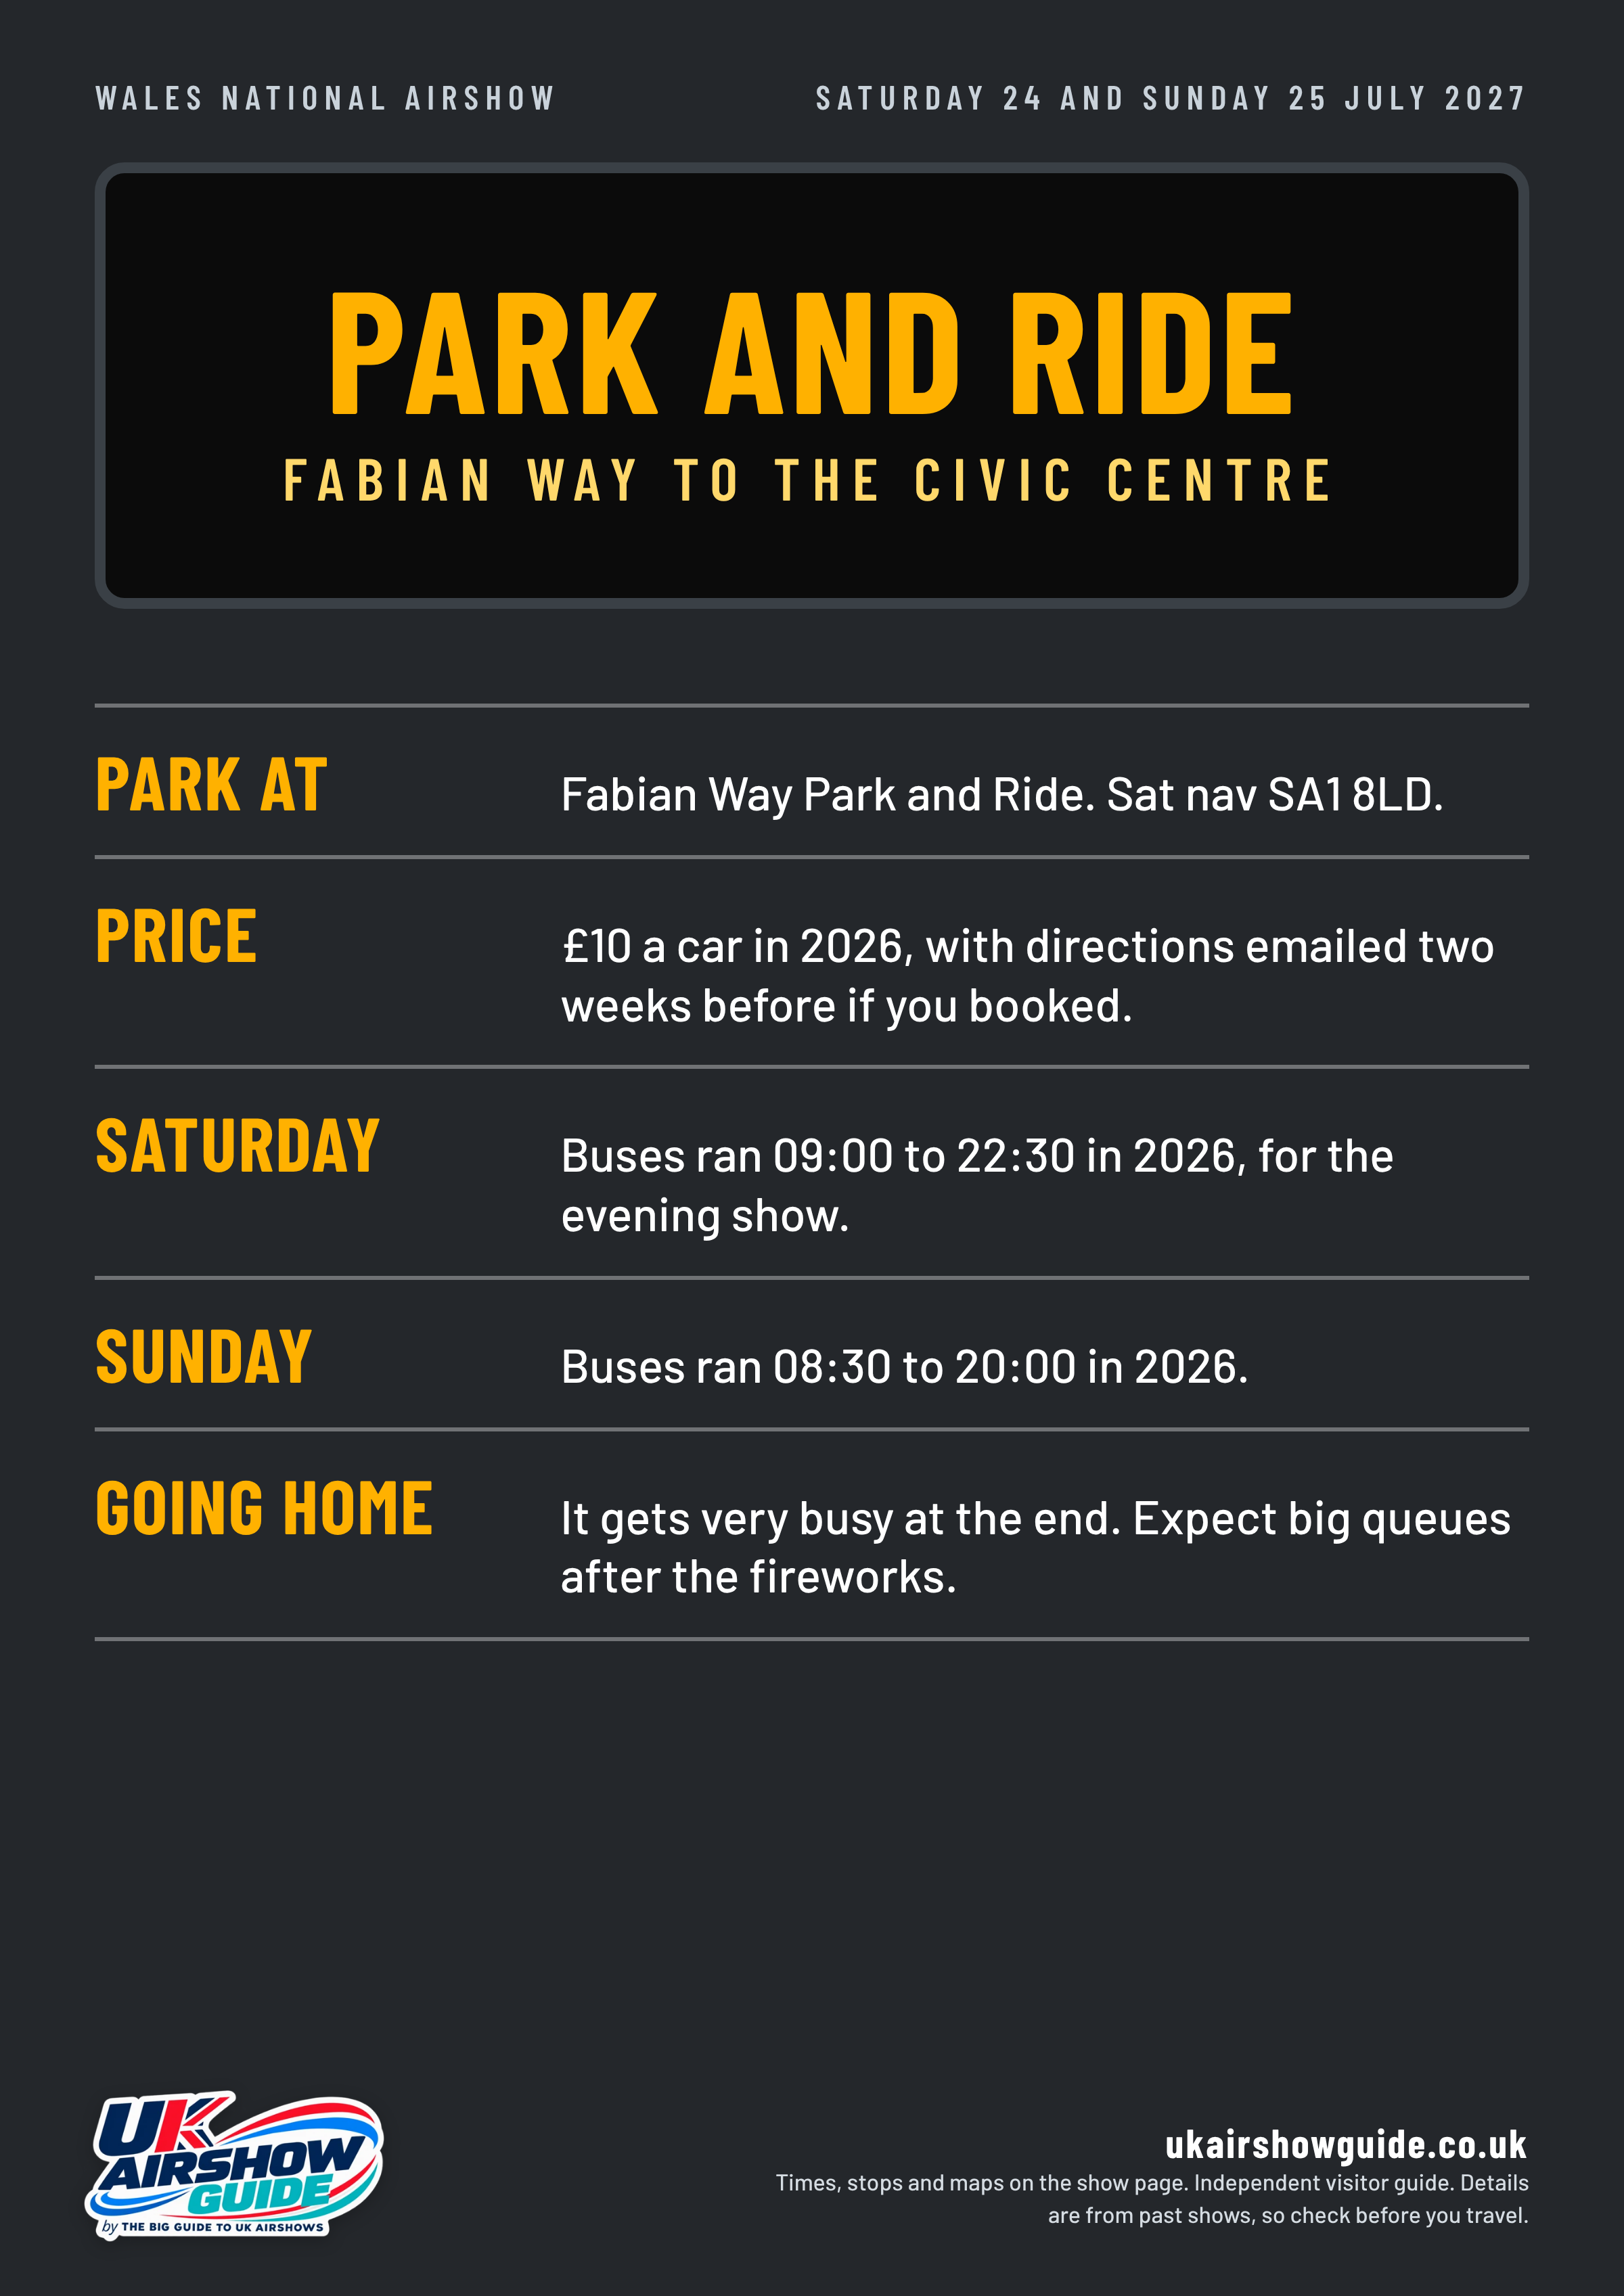 WALES NATIONAL AIRSHOW
SATURDAY 24 AND SUNDAY 25 JULY 2027
PARK AND RIDE
FABIAN WAY TO THE CIVIC CENTRE
PARK AT
Fabian Way Park and Ride. Sat nav SA1 8LD.
PRICE
£10 a car in 2026, with directions emailed two
weeks before if you booked.
SATURDAY
Buses ran 09:00 to 22:30 in 2026, for the
evening show.
SUNDAY
Buses ran 08:30 to 20:00 in 2026.
GOING HOME
It gets very busy at the end. Expect big queues
after the fireworks.
UK
AIRSHOW
GUIDE
by THE BIG GUIDE TO UK AIRSHOWS
ukairshowguide.co.uk
Times, stops and maps on the show page. Independent visitor guide. Details
are from past shows, so check before you travel.